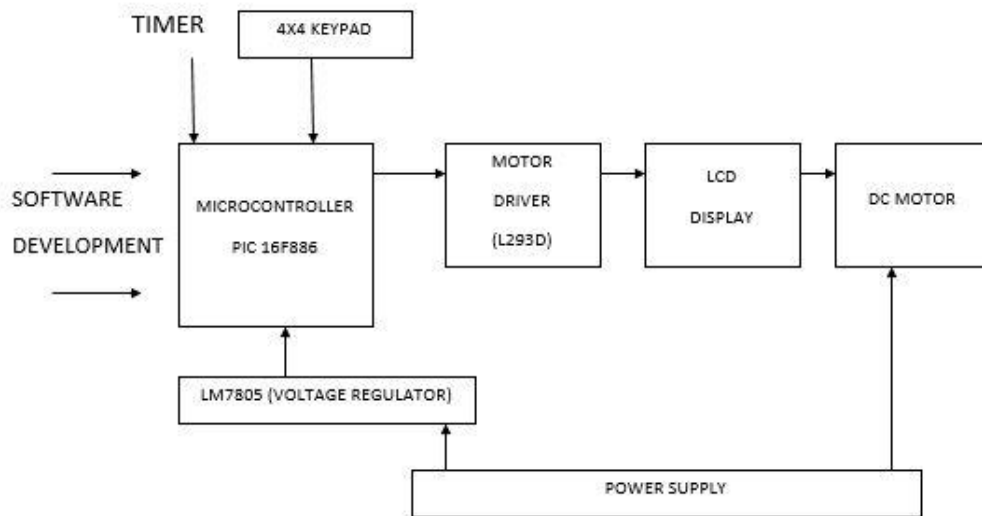 TIMER
4X4 KEYPAD
SOFTWARE
DEVELOPMENT
MICROCONTROLLER
PIC 16F886
MOTOR
DRIVER
(L293D)
LCD
DISPLAY
DC MOTOR
LM7805 (VOLTAGE REGULATOR)
POWER SUPPLY